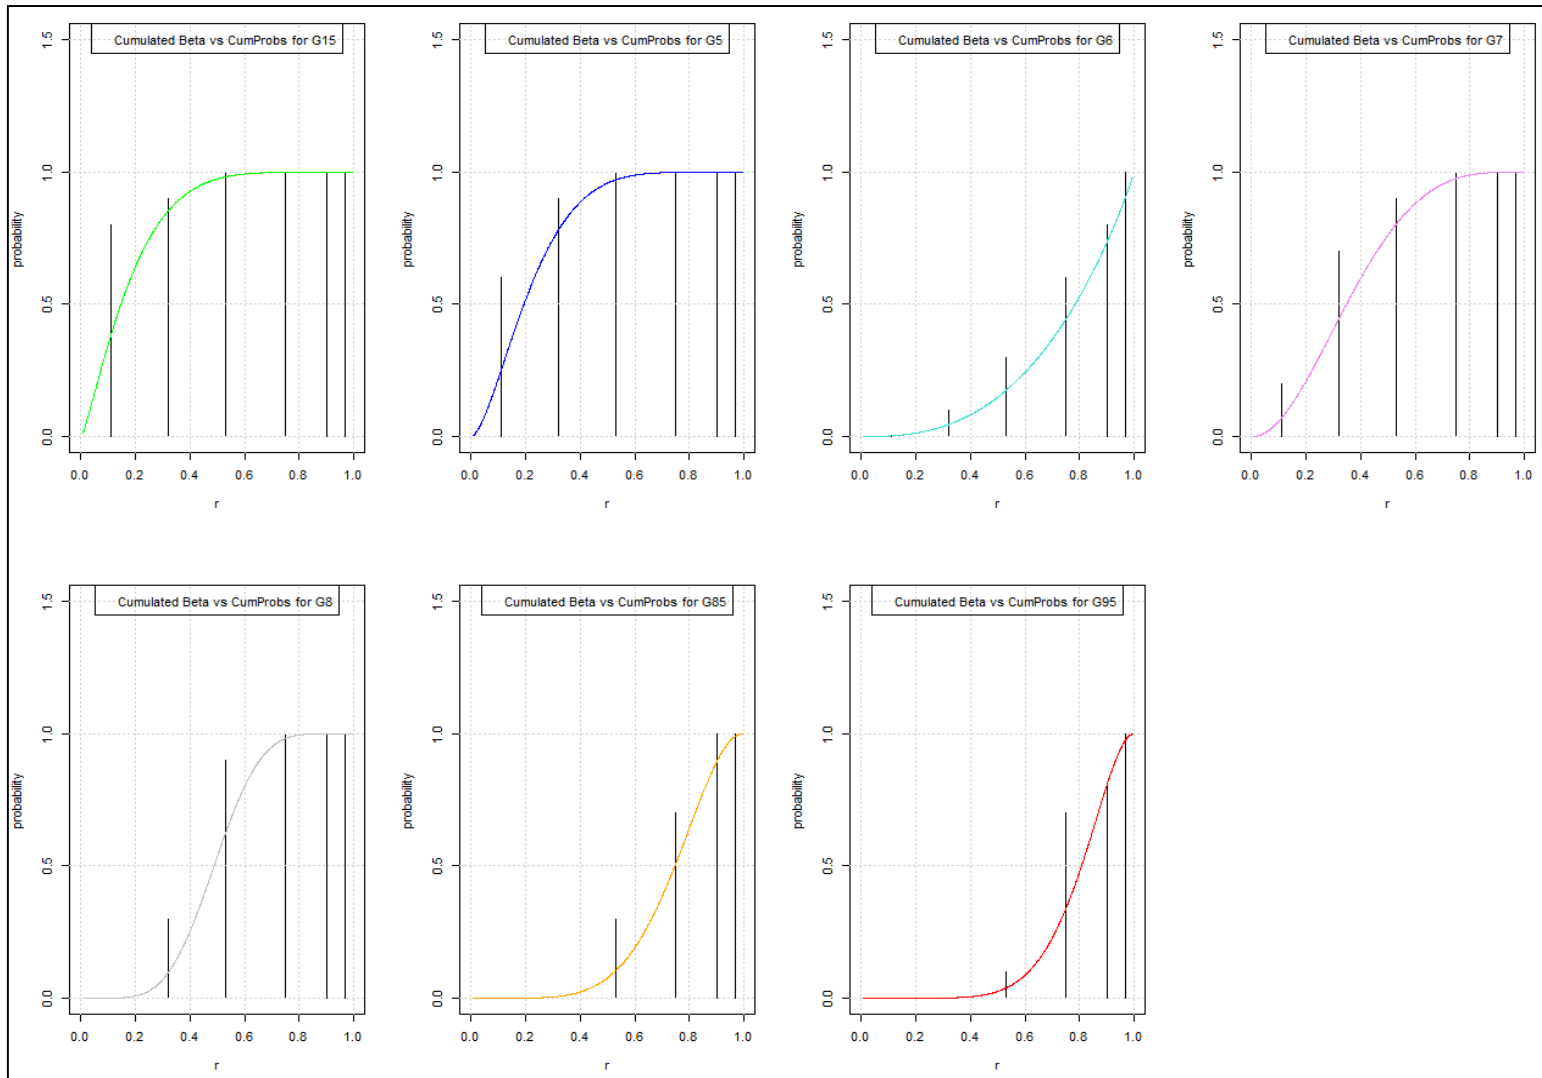 Cumulated Beta vs CumProbs for G15
probability
0.0 0.5 1.0 1.5
0.0 0.2 0.4 0.6 0.8 1.0
r
Cumulated Beta vs CumProbs for G5
probability
0.0 0.5 1.0 1.5
0.0 0.2 0.4 0.6 0.8 1.0
r
Cumulated Beta vs CumProbs for G6
probability
0.0 0.5 1.0 1.5
0.0 0.2 0.4 0.6 0.8 1.0
r
Cumulated Beta vs CumProbs for G7
probability
0.0 0.5 1.0 1.5
0.0 0.2 0.4 0.6 0.8 1.0
r
Cumulated Beta vs CumProbs for G8
probability
0.0 0.5 1.0 1.5
0.0 0.2 0.4 0.6 0.8 1.0
r
Cumulated Beta vs CumProbs for G85
probability
0.0 0.5 1.0 1.5
0.0 0.2 0.4 0.6 0.8 1.0
r
Cumulated Beta vs CumProbs for G95
probability
0.0 0.5 1.0 1.5
0.0 0.2 0.4 0.6 0.8 1.0
r